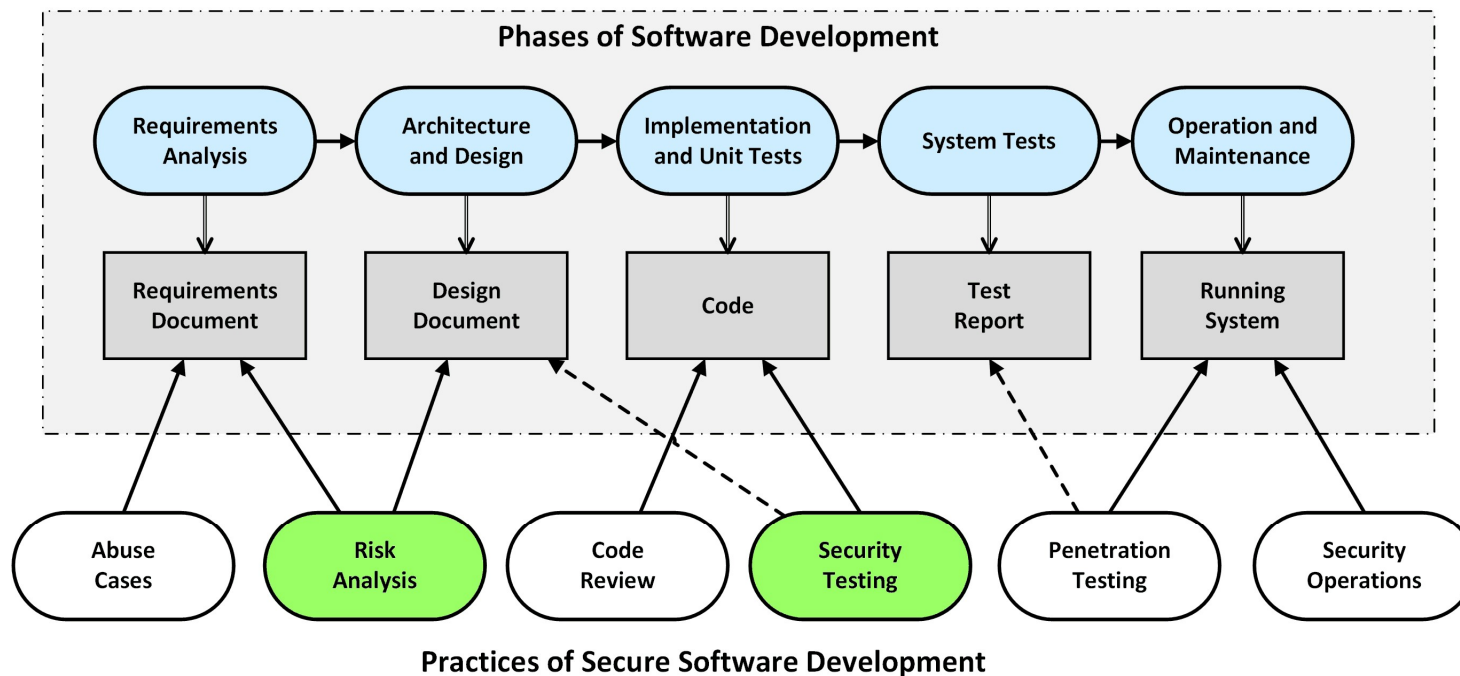 Phases of Software Development
Requirements
Analysis
Architecture
and Design
Implementation
and Unit Tests
System Tests
Operation and
Maintenance
Requirements
Document
Design
Document
Code
Test
Report
Running
System
Abuse
Cases
Risk
Analysis
Code
Review
Security
Testing
Penetration
Testing
Security
Operations
Practices of Secure Software Development